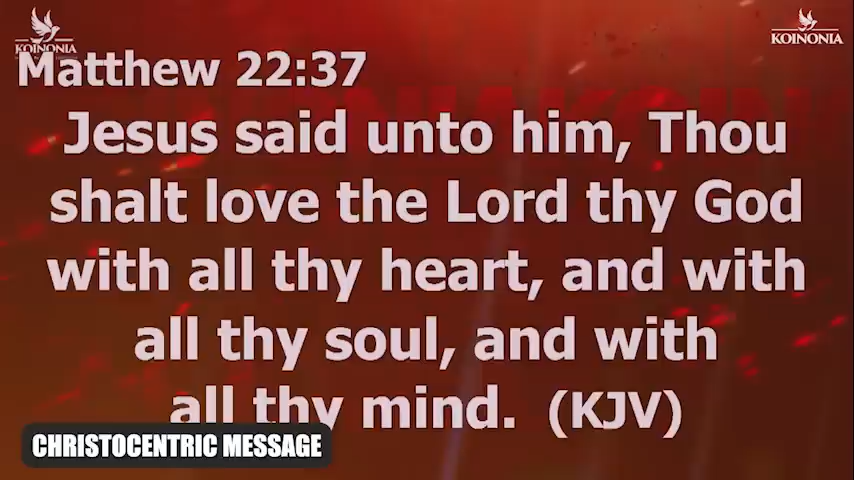 KOINONIA
KOINONIA
Matthew 22:37
Jesus said unto him, Thou
shalt love the Lord thy God
with all thy heart, and with
all thy soul, and with
all thy mind. (KJV)
CHRISTOCENTRIC MESSAGE